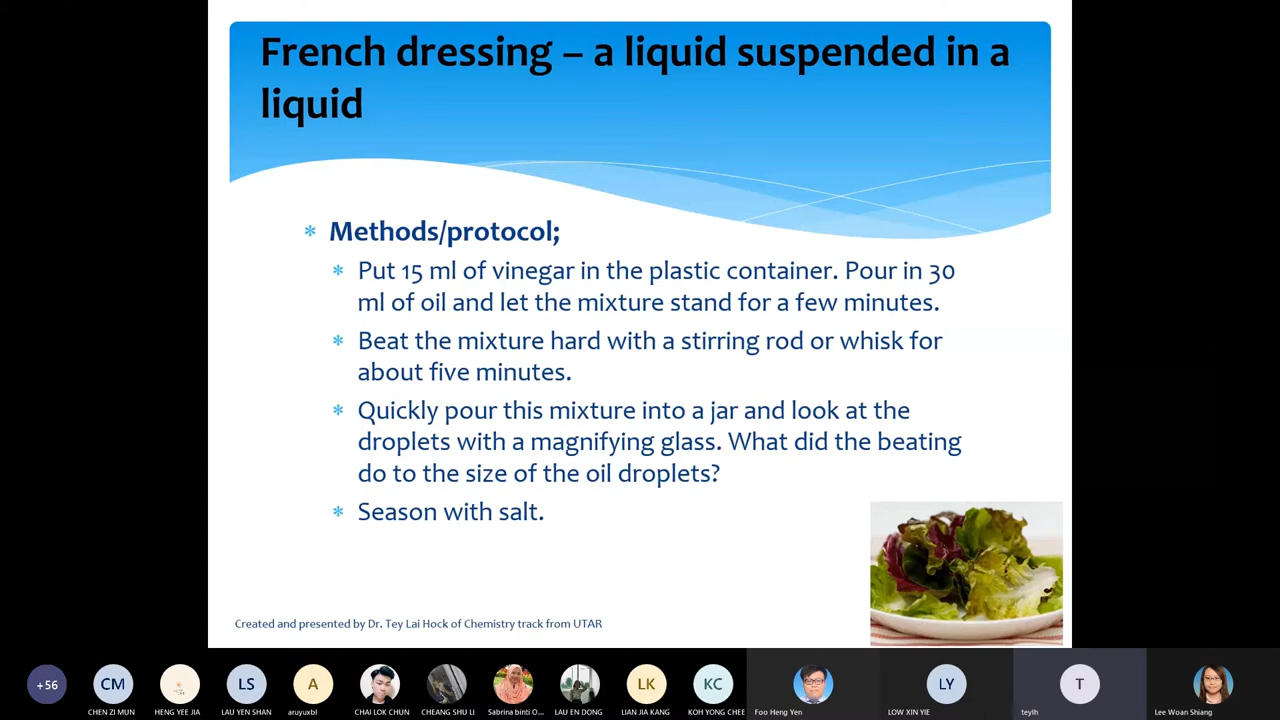 French dressing – a liquid suspended in a
liquid
* Methods/protocol;
* Put 15 ml of vinegar in the plastic container. Pour in 30
ml of oil and let the mixture stand for a few minutes.
* Beat the mixture hard with a stirring rod or whisk for
about five minutes.
* Quickly pour this mixture into a jar and look at the
droplets with a magnifying glass. What did the beating
do to the size of the oil droplets?
* Season with salt.
Created and presented by Dr. Tey Lai Hock of Chemistry track from UTAR
+56 CM LS A LK KC LY T
CHEN ZI MUN HENG YEE JIA LAU YEN SHAN aruyuxbl CHAI LOK CHUN CHEANG SHU LI Sabrina binti O... LAU EN DONG LIAN JIA KANG KOH YONG CHEE Foo Heng Yen LOW XIN YIE teylh Lee Woan Shiang